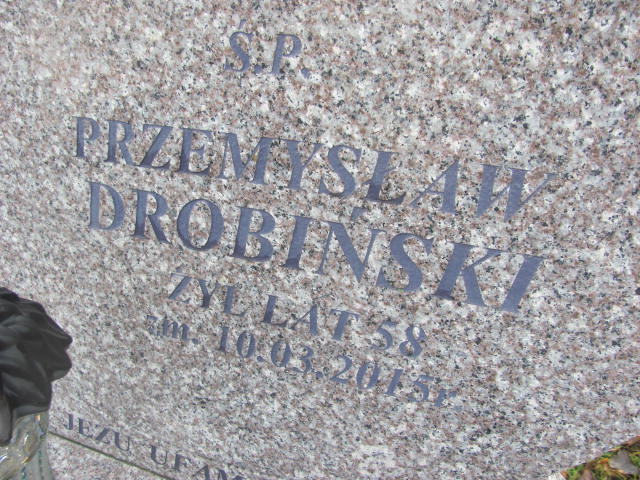 Ś.P.
PRZEMYSŁAW
DROBIŃSKI
ŻYŁ LAT 58
zm. 10.03.2015r.
JEZU UFAM